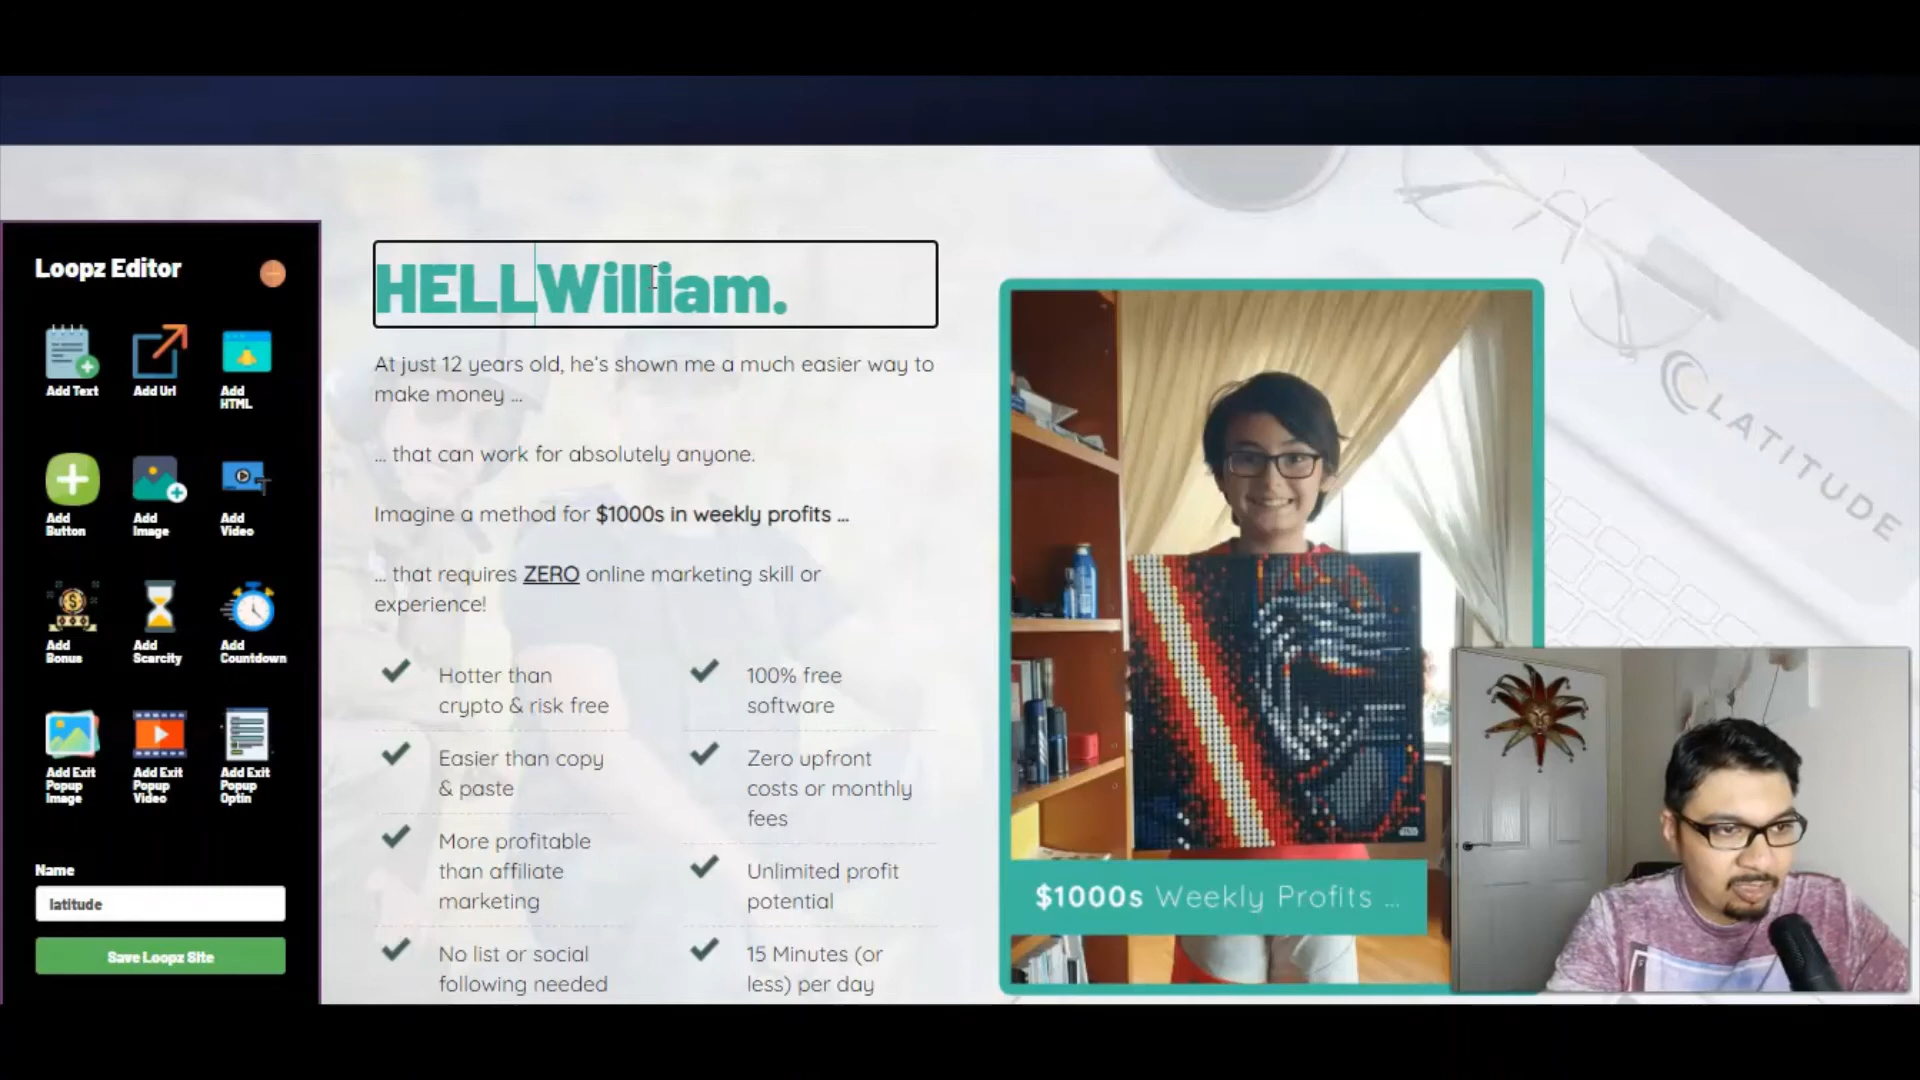 Loopz Editor
Add Text
Add Url
Add
HTML
Add
Button
Add
Image
Add
Video
Add
Bonus
Add
Scarcity
Add
Countdown
Add Exit
Popup
Image
Add Exit
Popup
Video
Add Exit
Popup
Optin
Name
latitude
Save Loopz Site
HELLWilliam.
At just 12 years old, he's shown me a much easier way to
make money ...
... that can work for absolutely anyone.
Imagine a method for $1000s in weekly profits ...
... that requires ZERO online marketing skill or
experience!
Hotter than
crypto & risk free
Easier than copy
& paste
More profitable
than affiliate
marketing
No list or social
following needed
100% free
software
Zero upfront
costs or monthly
fees
Unlimited profit
potential
15 Minutes (or
less) per day
$1000s Weekly Profits ...
LATITUDE